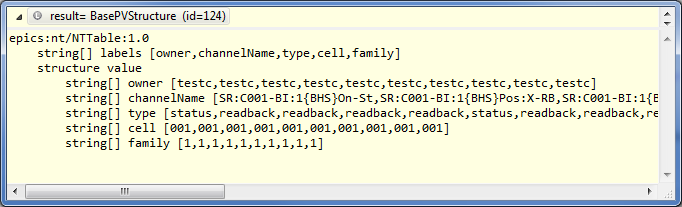 result= BasePVStructure (id=124)
epics:nt/NTTable:1.0
string[] labels [owner,channelName,type,cell,family]
structure value
string[] owner [testc,testc,testc,testc,testc,testc,testc,testc,testc,testc]
string[] channelName [SR:C001-BI:1{BHS}On-St,SR:C001-BI:1{BHS}Pos:X-RB,SR:C001-BI:1{B
string[] type [status,readback,readback,readback,readback,status,readback,readback,re
string[] cell [001,001,001,001,001,001,001,001,001,001]
string[] family [1,1,1,1,1,1,1,1,1,1]